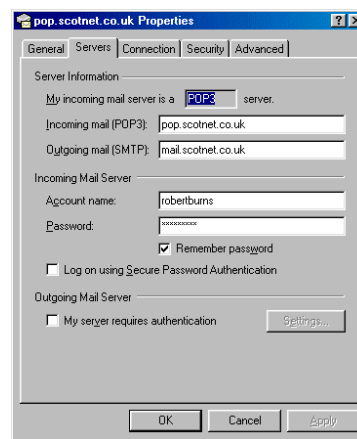 pop.scotnet.co.uk Properties
General Servers Connection Security Advanced
Server Information
My incoming mail server is a POP3 server.
Incoming mail (POP3): pop.scotnet.co.uk
Outgoing mail (SMTP): mail.scotnet.co.uk
Incoming Mail Server
Account name: robertburns
Password: xxxxxxxxx
Remember password
Log on using Secure Password Authentication
Outgoing Mail Server
My server requires authentication Settings...
OK Cancel Apply